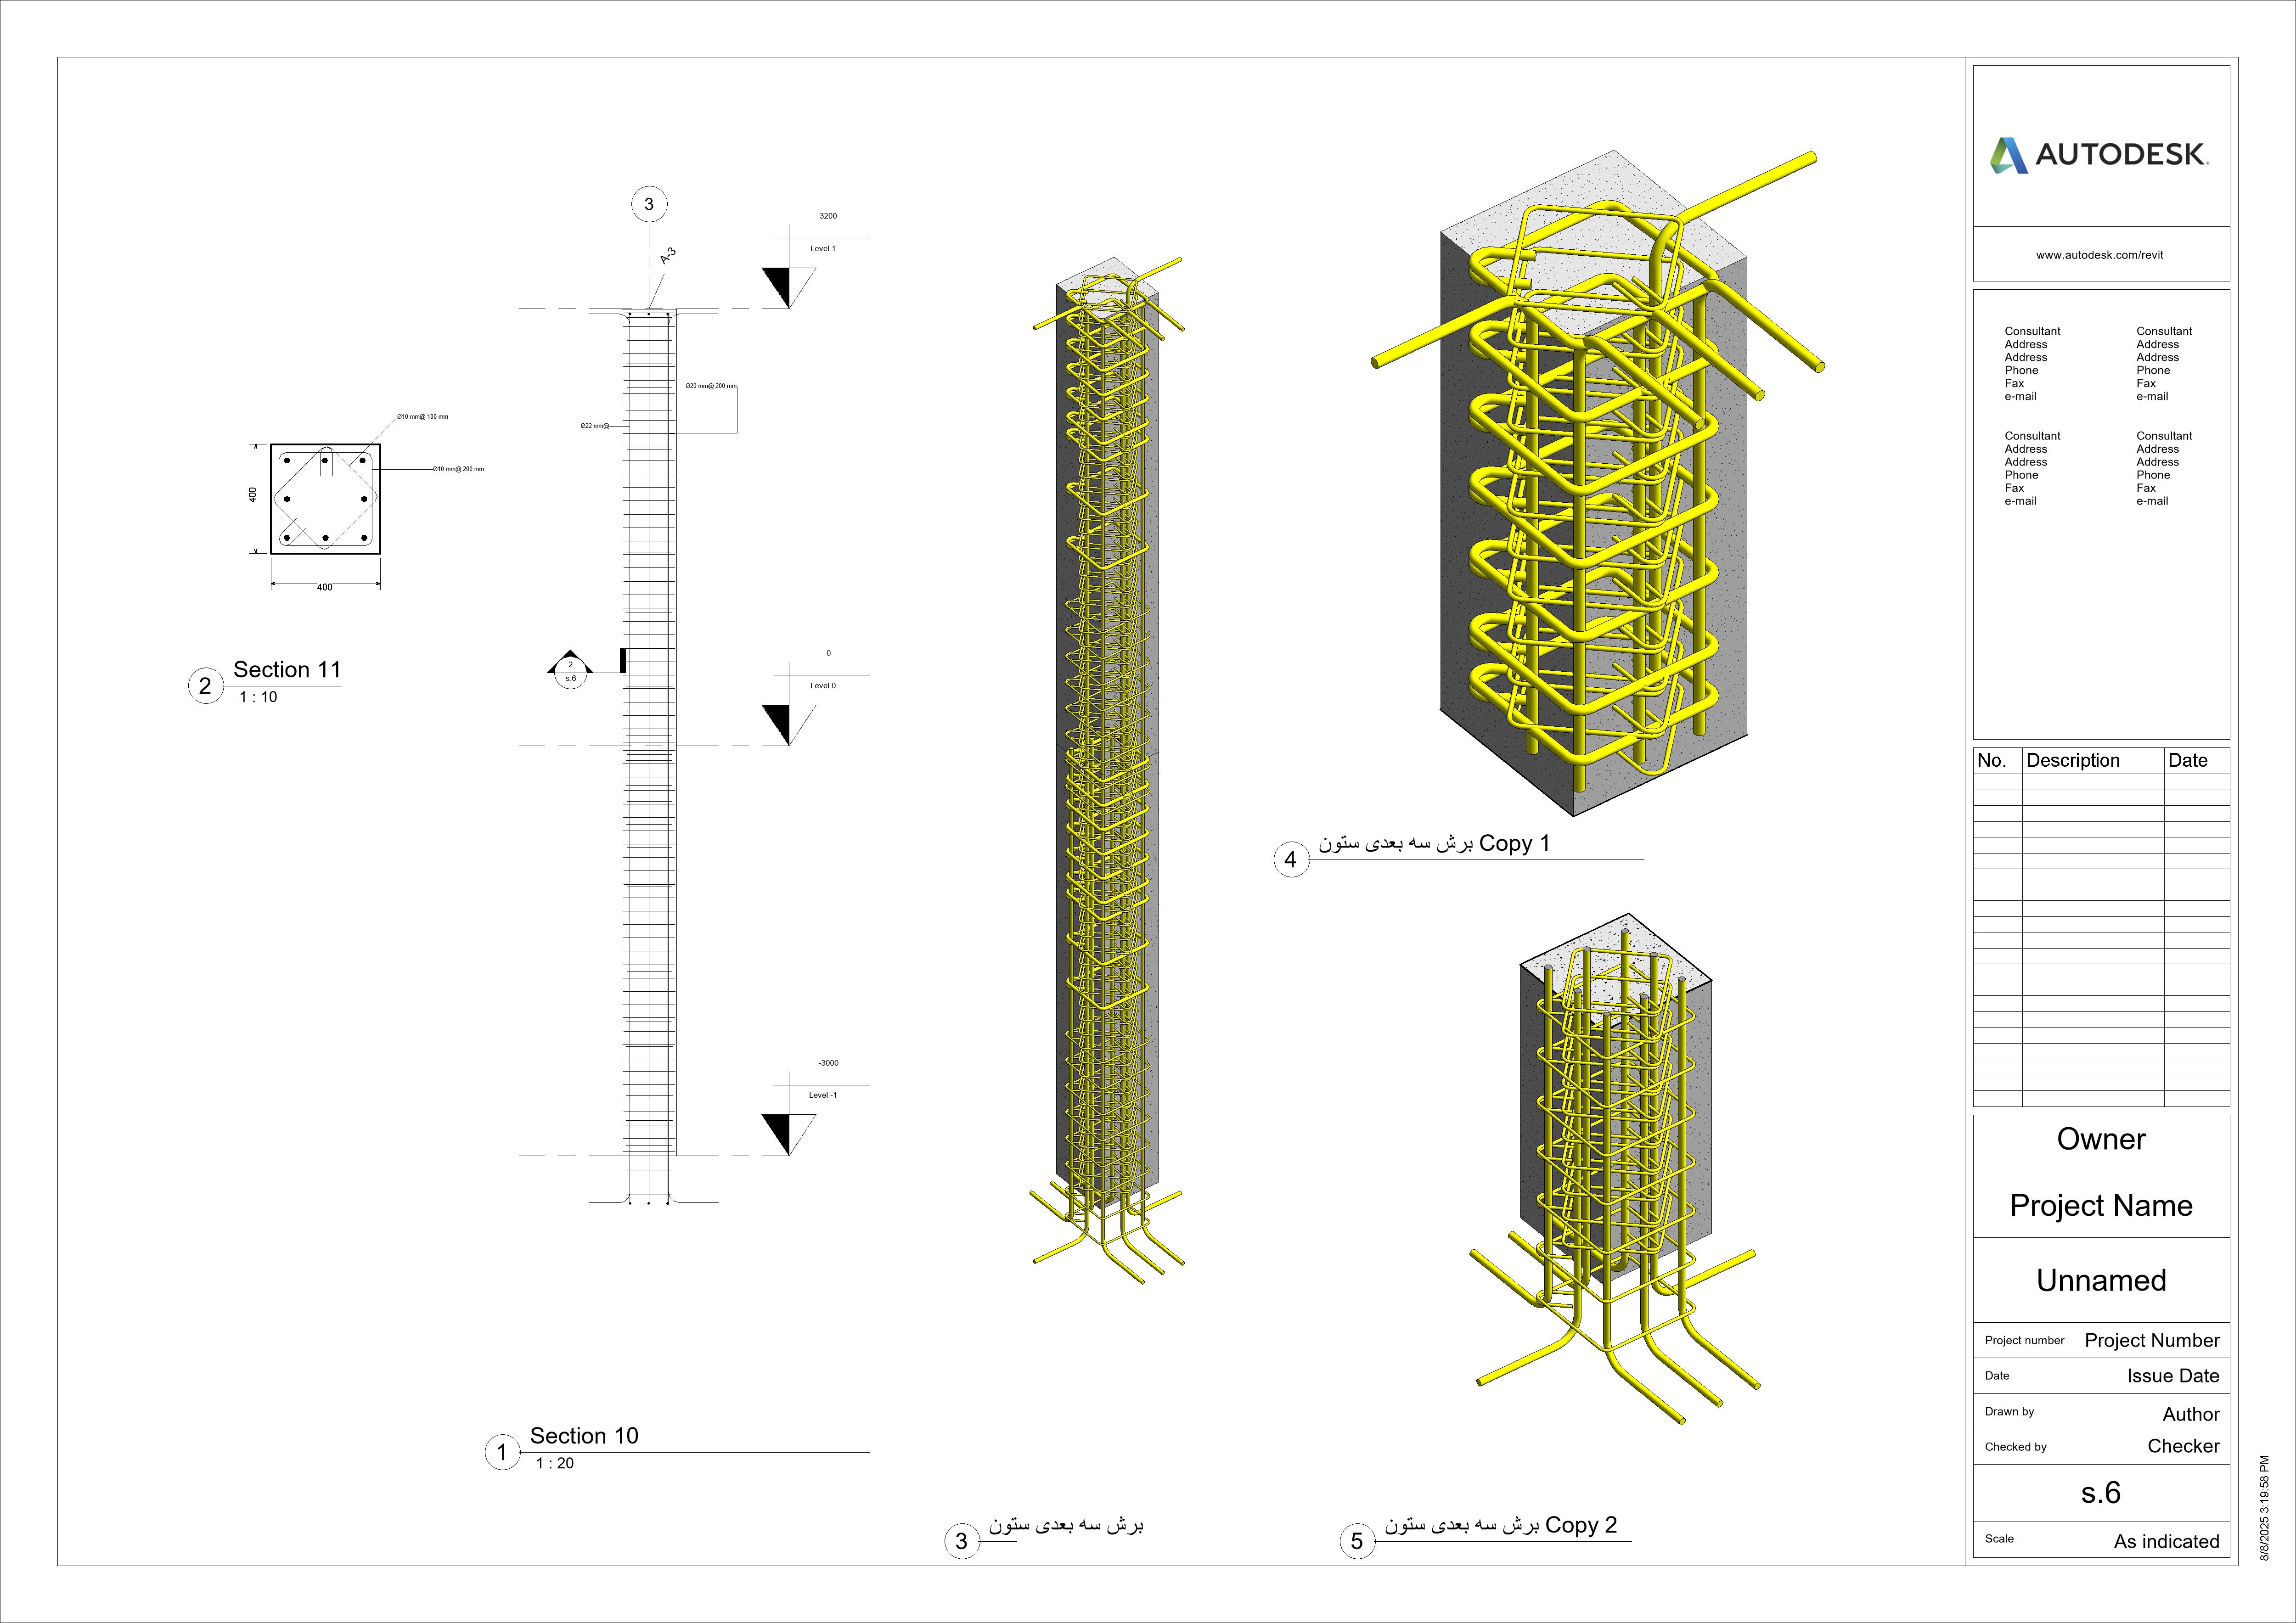 3
A-3
3200
Level 1
Ø20 mm@ 200 mm
Ø22 mm@
Ø10 mm@ 100 mm
Ø10 mm@ 200 mm
400
400
2
Section 11
1 : 10
2
s.6
0
Level 0
-3000
Level -1
1
Section 10
1 : 20
3
برش سه بعدی ستون
4
برش سه بعدی ستون Copy 1
5
برش سه بعدی ستون Copy 2
AUTODESK.
www.autodesk.com/revit
Consultant
Address
Address
Phone
Fax
e-mail
Consultant
Address
Address
Phone
Fax
e-mail
Consultant
Address
Address
Phone
Fax
e-mail
Consultant
Address
Address
Phone
Fax
e-mail
No. Description Date
Owner
Project Name
Unnamed
Project number Project Number
Date Issue Date
Drawn by Author
Checked by Checker
s.6
Scale As indicated
8/8/2025 3:19:58 PM